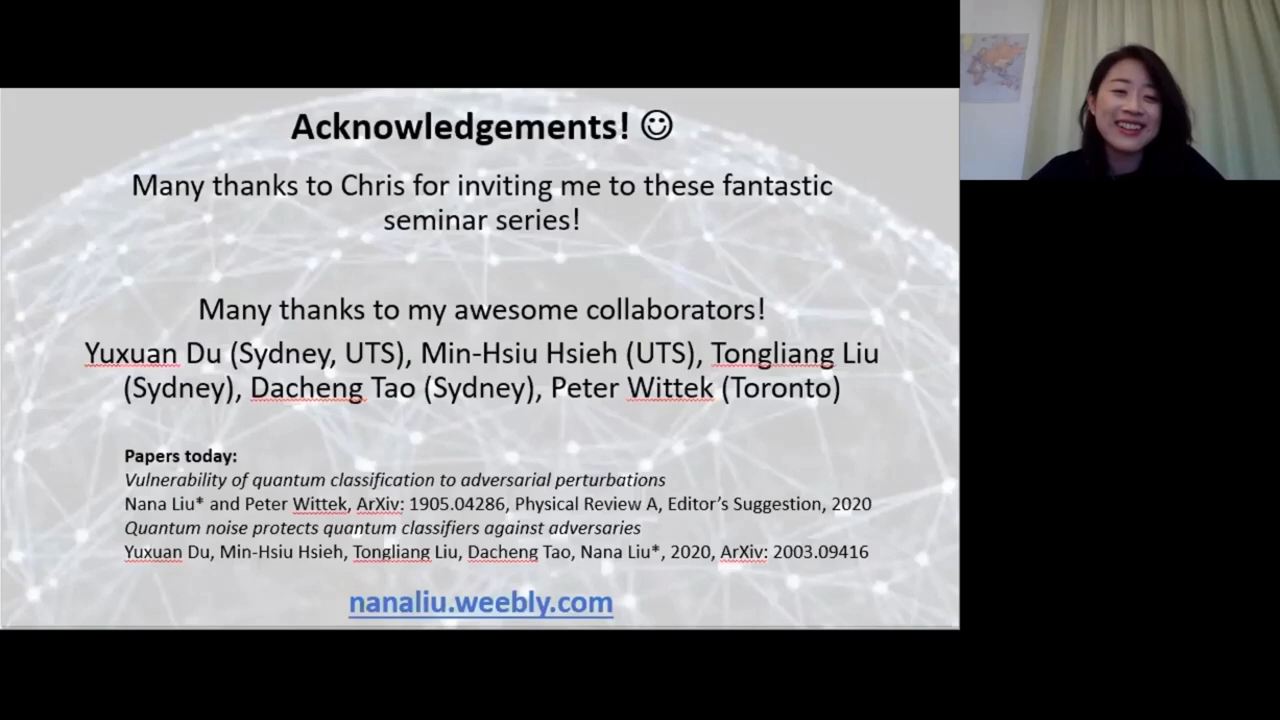 Acknowledgements! ☺
Many thanks to Chris for inviting me to these fantastic
seminar series!
Many thanks to my awesome collaborators!
Yuxuan Du (Sydney, UTS), Min-Hsiu Hsieh (UTS), Tongliang Liu
(Sydney), Dacheng Tao (Sydney), Peter Wittek (Toronto)
Papers today:
Vulnerability of quantum classification to adversarial perturbations
Nana Liu* and Peter Wittek, ArXiv: 1905.04286, Physical Review A, Editor’s Suggestion, 2020
Quantum noise protects quantum classifiers against adversaries
Yuxuan Du, Min-Hsiu Hsieh, Tongliang Liu, Dacheng Tao, Nana Liu*, 2020, ArXiv: 2003.09416
nanaliu.weebly.com